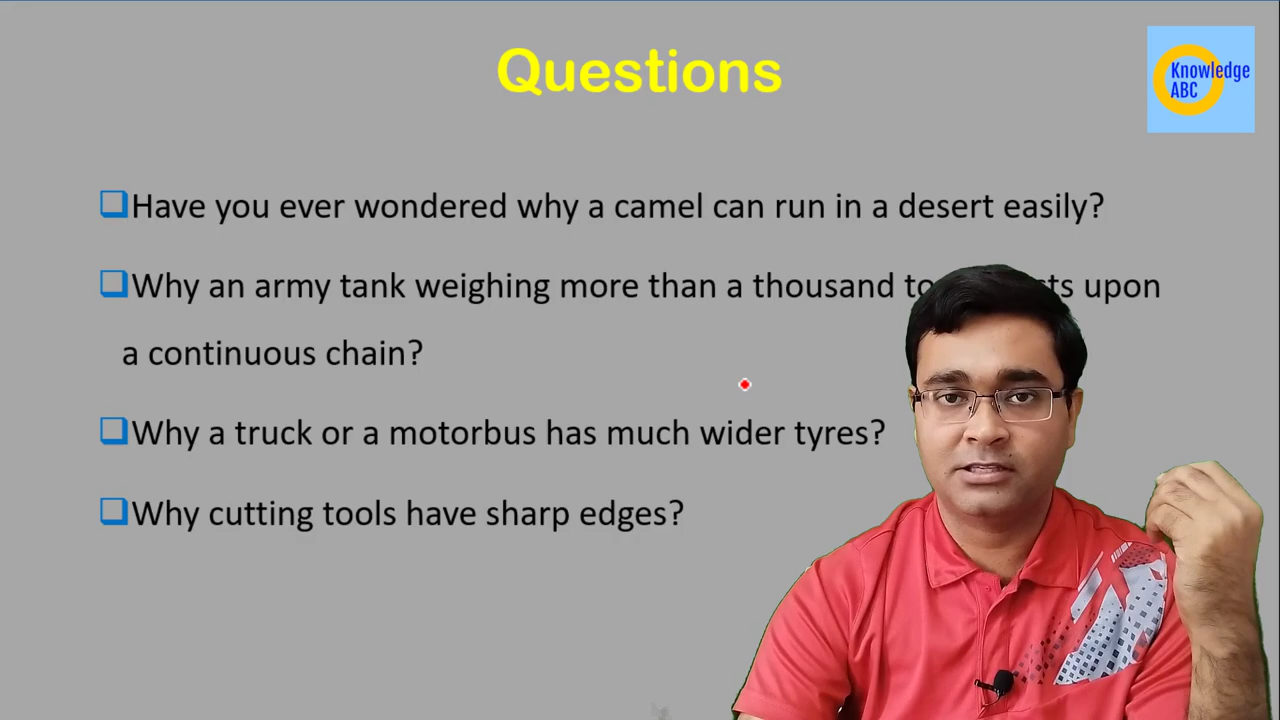 Questions
Knowledge
ABC
Have you ever wondered why a camel can run in a desert easily?
Why an army tank weighing more than a thousand upon
a continuous chain?
Why a truck or a motorbus has much wider tyres?
Why cutting tools have sharp edges?